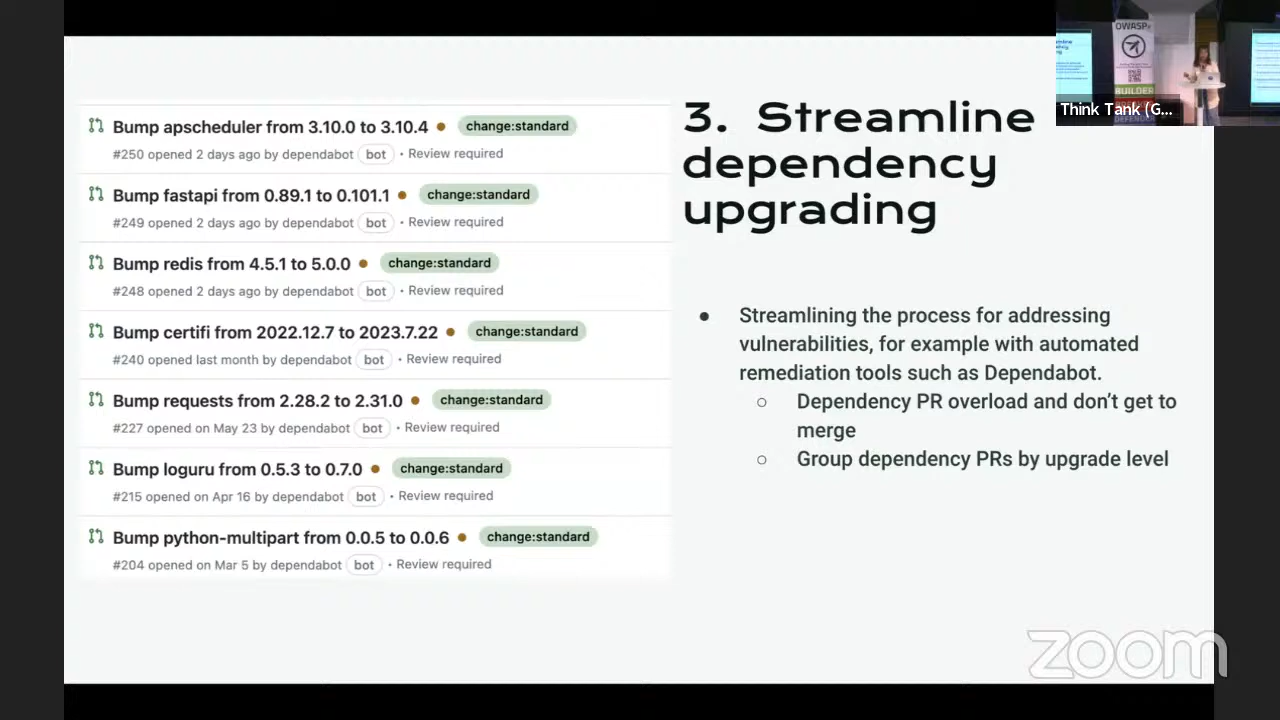 Bump apscheduler from 3.10.0 to 3.10.4 change:standard
#250 opened 2 days ago by dependabot bot • Review required
Bump fastapi from 0.89.1 to 0.101.1 change:standard
#249 opened 2 days ago by dependabot bot • Review required
Bump redis from 4.5.1 to 5.0.0 change:standard
#248 opened 2 days ago by dependabot bot • Review required
Bump certifi from 2022.12.7 to 2023.7.22 change:standard
#240 opened last month by dependabot bot • Review required
Bump requests from 2.28.2 to 2.31.0 change:standard
#227 opened on May 23 by dependabot bot • Review required
Bump loguru from 0.5.3 to 0.7.0 change:standard
#215 opened on Apr 16 by dependabot bot • Review required
Bump python-multipart from 0.0.5 to 0.0.6 change:standard
#204 opened on Mar 5 by dependabot bot • Review required
3. Streamline
dependency
upgrading
● Streamlining the process for addressing
vulnerabilities, for example with automated
remediation tools such as Dependabot.
○ Dependency PR overload and don't get to
merge
○ Group dependency PRs by upgrade level
OWASP
BUILDER
DEFENDER
Think Tank (G...
zoom